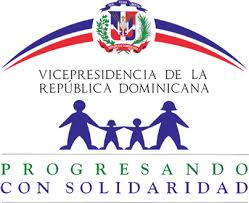 VICEPRESIDENCIA DE LA
REPÚBLICA DOMINICANA
PROGRESANDO
CON SOLIDARIDAD